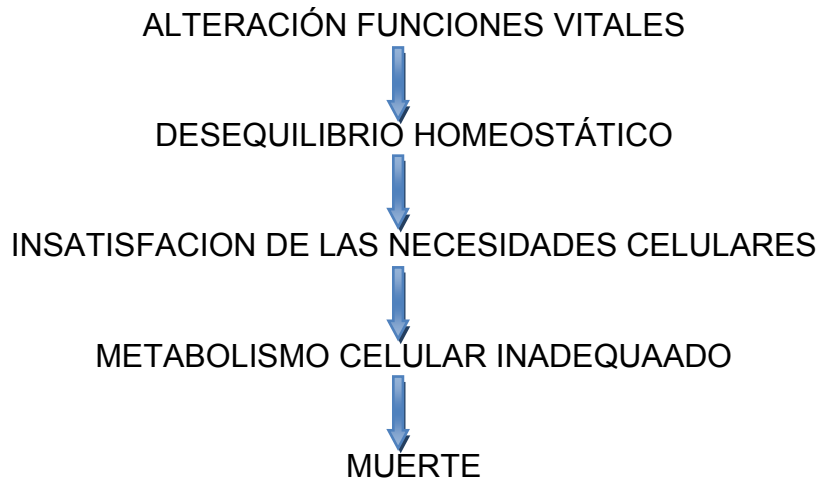 ALTERACIÓN FUNCIONES VITALES
DESEQUILIBRIO HOMEOSTÁTICO
INSATISFACION DE LAS NECESIDADES CELULARES
METABOLISMO CELULAR INADEQUAADO
MUERTE